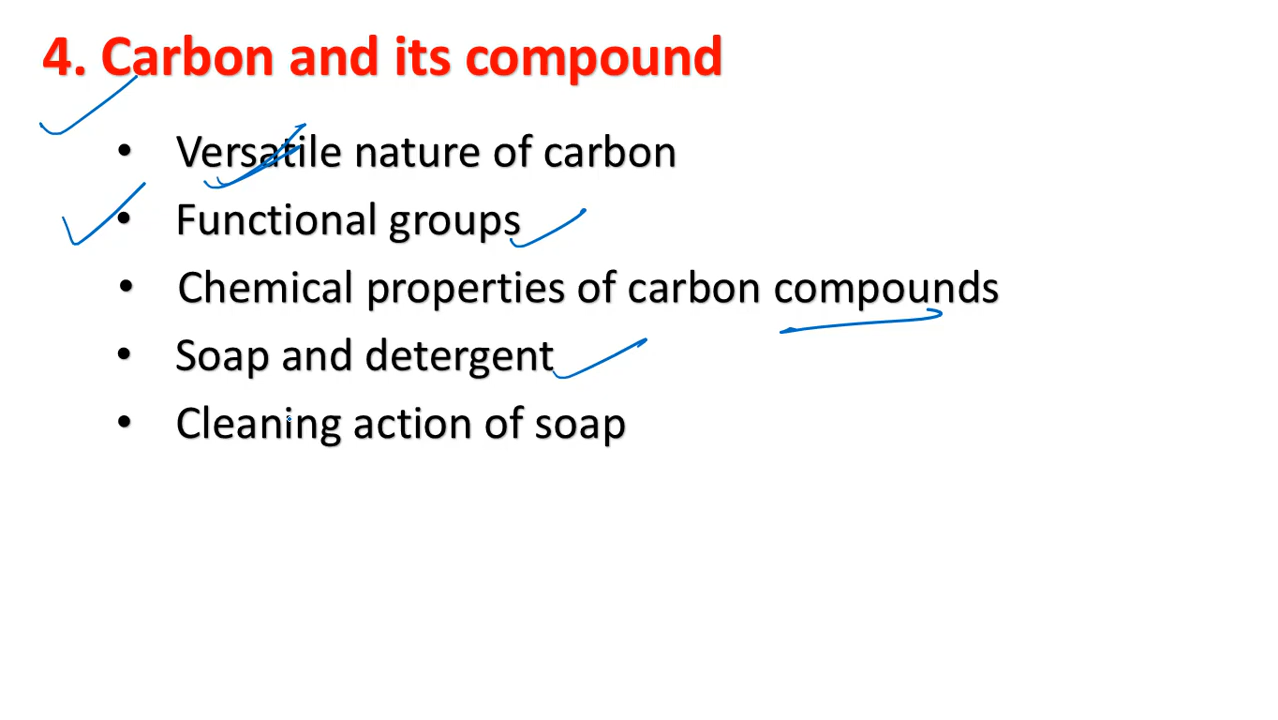 4. Carbon and its compound
• Versatile nature of carbon
• Functional groups
• Chemical properties of carbon compounds
• Soap and detergent
• Cleaning action of soap